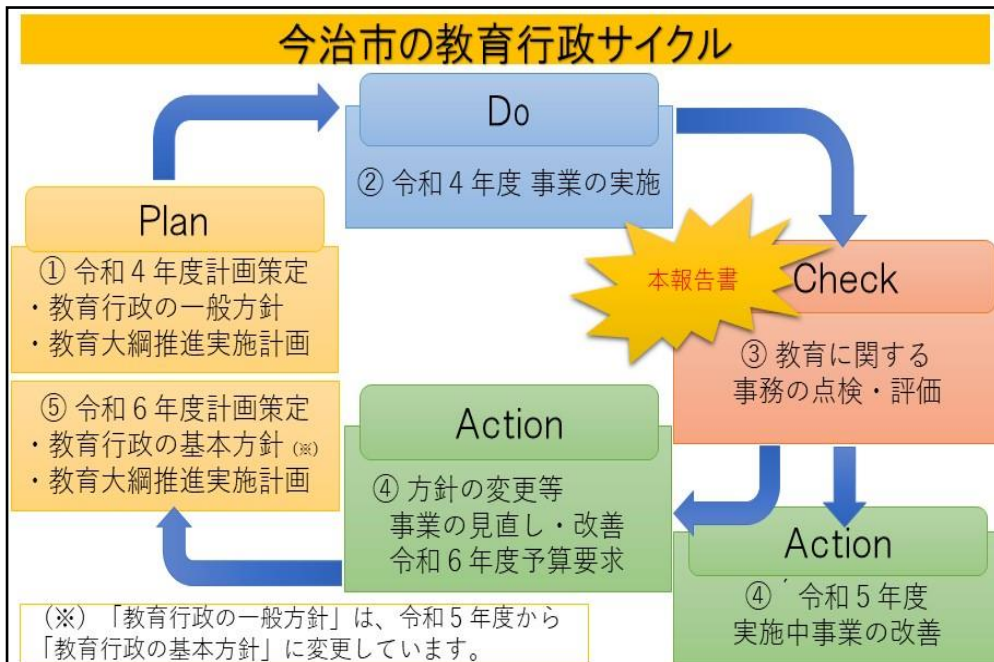 今治市の教育行政サイクル
Plan
① 令和４年度計画策定
・教育行政の一般方針
・教育大綱推進実施計画
Do
② 令和４年度 事業の実施
本報告書
Check
③ 教育に関する
事務の点検・評価
Action
④ 方針の変更等
事業の見直し・改善
令和６年度予算要求
Action
④´ 令和５年度
実施中事業の改善
⑤ 令和６年度計画策定
・教育行政の基本方針 (※)
・教育大綱推進実施計画
(※) 「教育行政の一般方針」は、令和５年度から
「教育行政の基本方針」に変更しています。